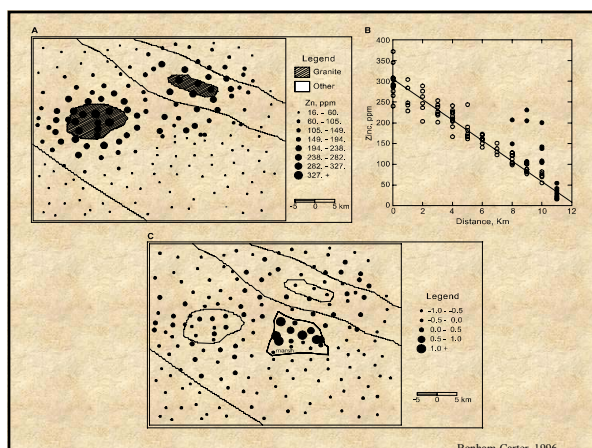 A
Legend
Granite
Other
Zn, ppm
16. - 60.
60. - 105.
105. - 149.
149. - 194.
194. - 238.
238. - 282.
282. - 327.
327. +
-5 0 5 km
B
400
350
300
250
200
150
100
50
0
Zinc, ppm
0 2 4 6 8 10 12
Distance, Km
C
marsh
Legend
-1.0 - -0.5
-0.5 - 0.0
0.0 - 0.5
0.5 - 1.0
1.0 +
-5 0 5 km
Bonham-Carter, 1996